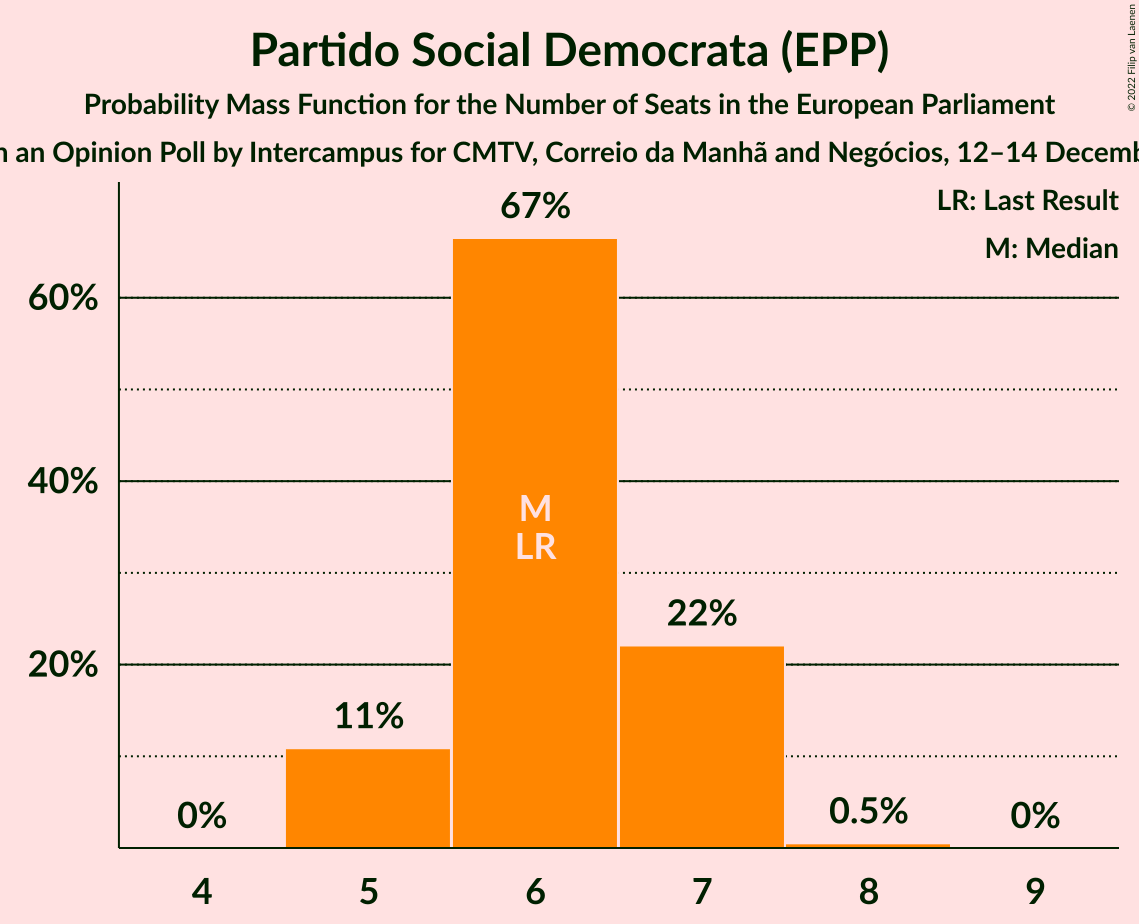 Partido Social Democrata (EPP)
Probability Mass Function for the Number of Seats in the European Parliament
an Opinion Poll by Intercampus for CMTV, Correio da Manhã and Negócios, 12–14
© 2022 Filip van Laenen
LR: Last Result
M: Median
67%
60%
40%
M
LR
22%
20%
11%
0%
0.5%
0%
4 5 6 7 8 9